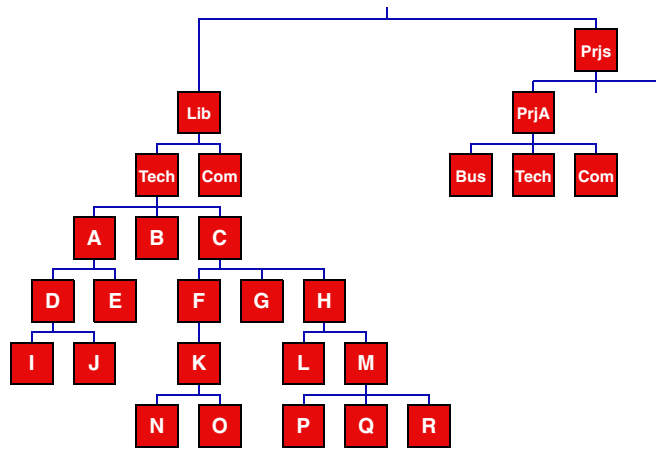 Prjs
Lib PrjA
Tech Com Bus Tech Com
A B C
D E F G H
I J K L M
N O P Q R